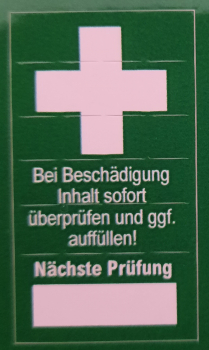 Bei Beschädigung
Inhalt sofort
überprüfen und ggf.
auffüllen!
Nächste Prüfung